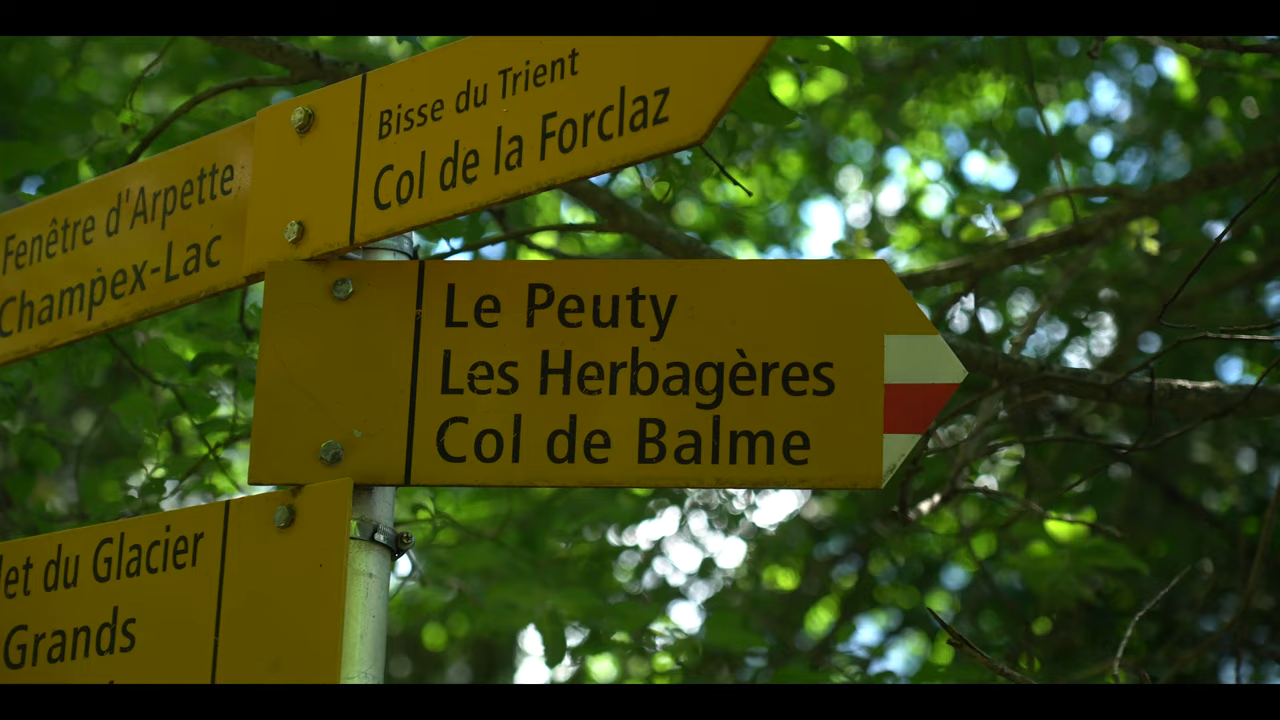 Bisse du Trient
Col de la Forclaz
Fenêtre d'Arpette
Champex-Lac
Le Peuty
Les Herbagères
Col de Balme
du Glacier
Grands